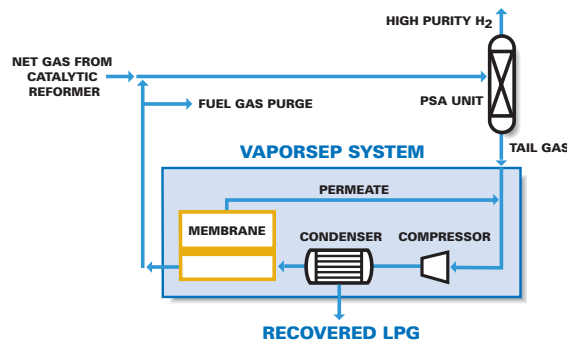 HIGH PURITY H2
NET GAS FROM
CATALYTIC
REFORMER
FUEL GAS PURGE
PSA UNIT
TAIL GAS
VAPORSEP SYSTEM
PERMEATE
MEMBRANE
CONDENSER
COMPRESSOR
RECOVERED LPG